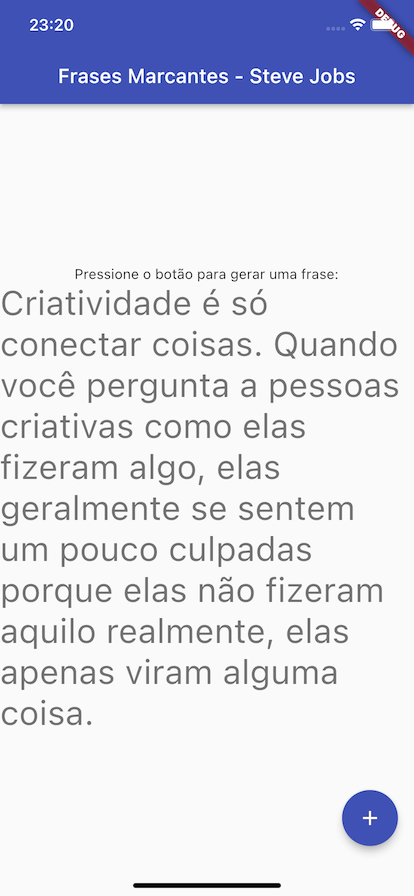 23:20
DEBUG
Frases Marcantes - Steve Jobs
Pressione o botão para gerar uma frase:
Criatividade é só
conectar coisas. Quando
você pergunta a pessoas
criativas como elas
fizeram algo, elas
geralmente se sentem
um pouco culpadas
porque elas não fizeram
aquilo realmente, elas
apenas viram alguma
coisa.
+